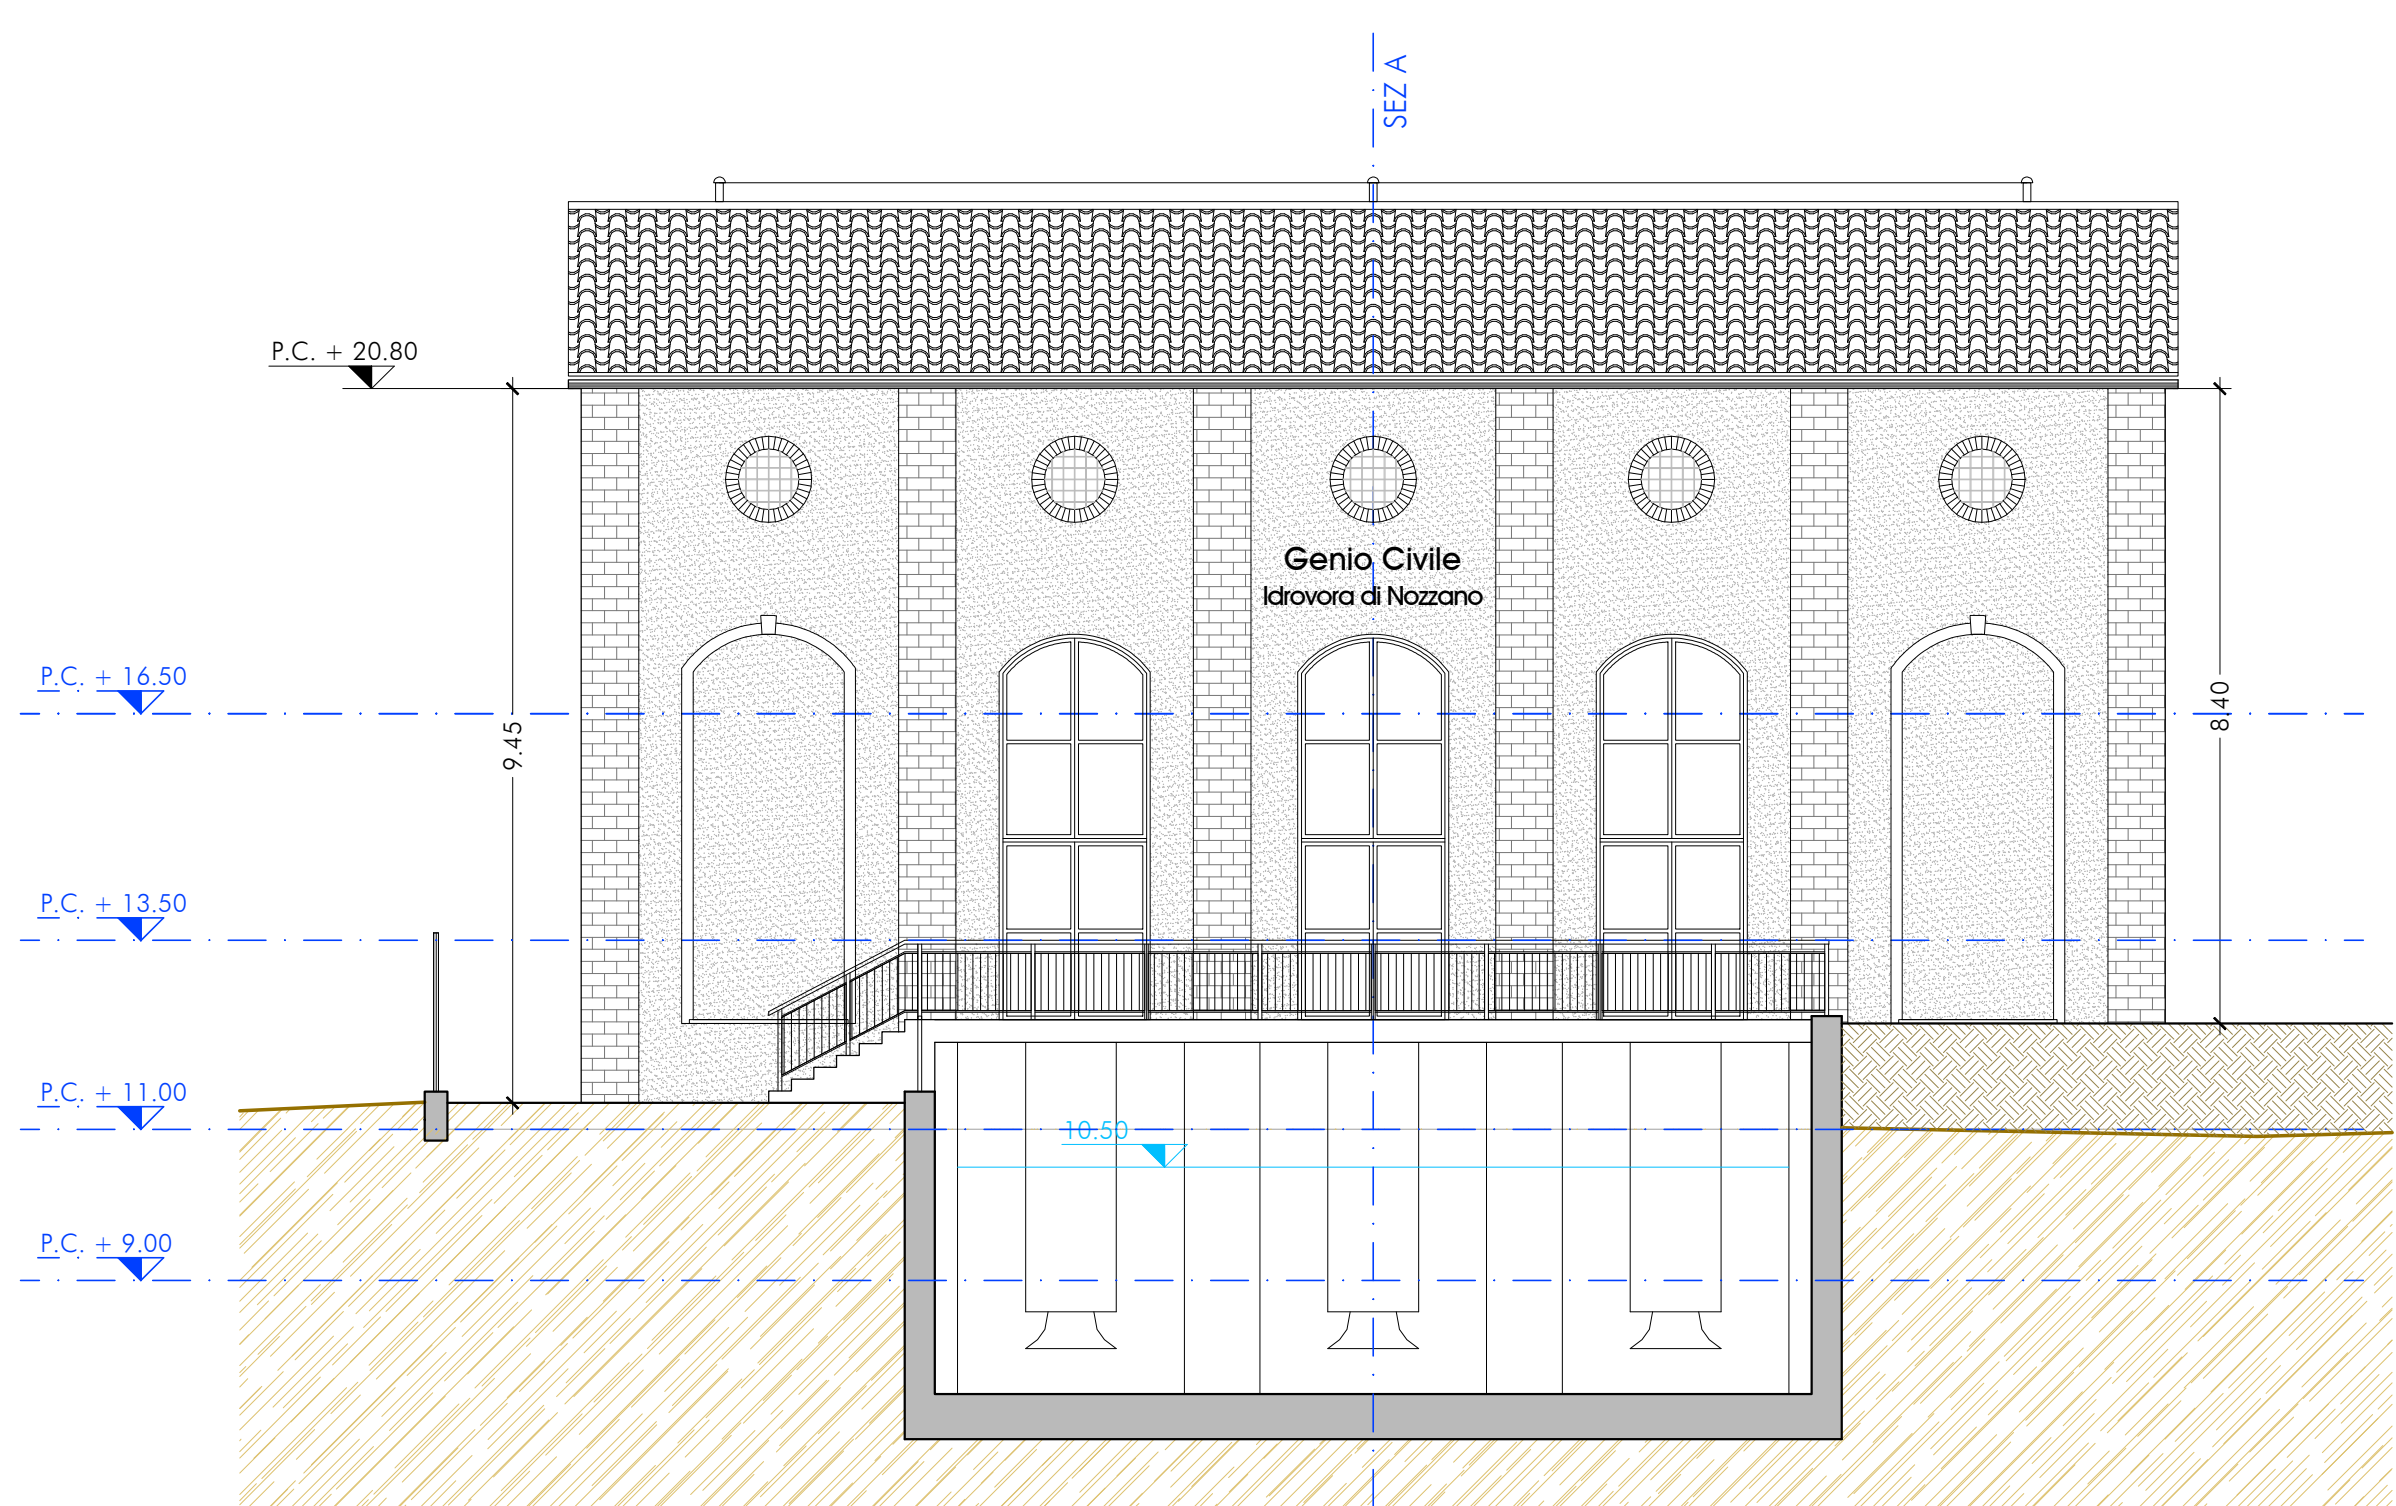 SEZ A
P.C. + 20.80
Genio Civile
Idrovora di Nozzano
P.C. + 16.50
9.45
8.40
P.C. + 13.50
P.C. + 11.00
10.50
P.C. + 9.00